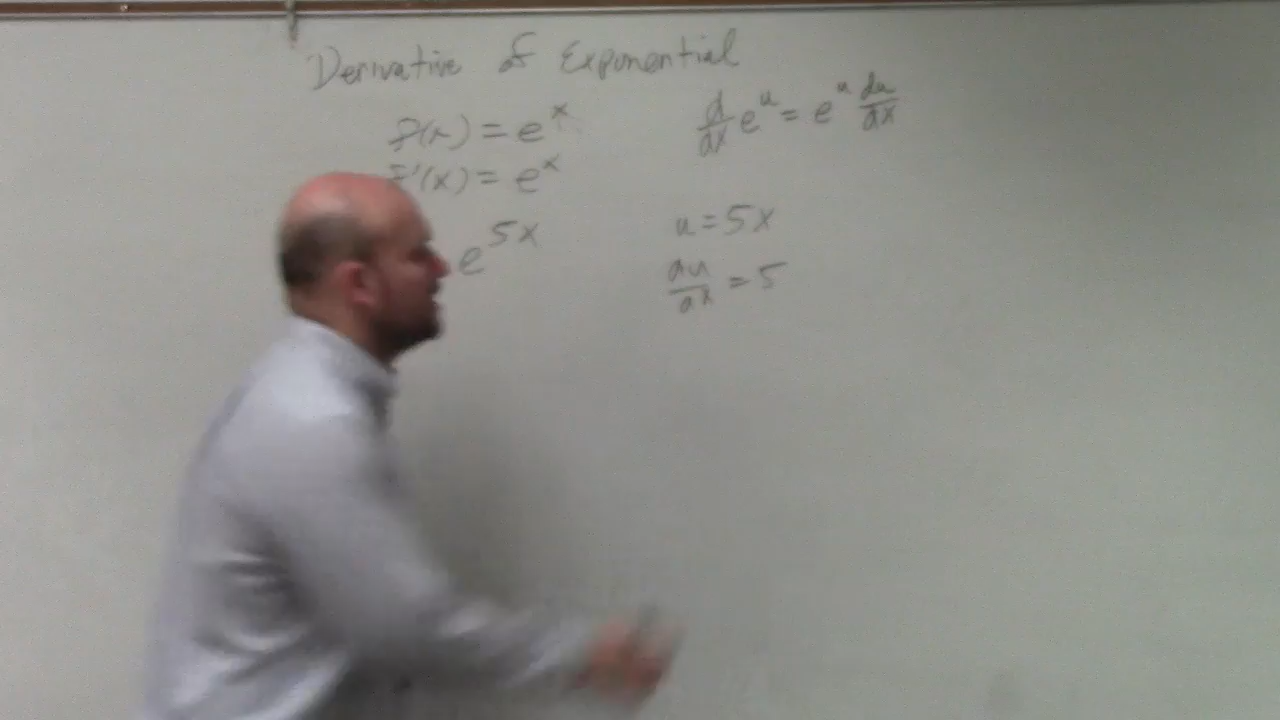 Derivative of Exponential
f(x) = e^x
f'(x) = e^x
e^5x
d/dx e^u = e^u du/dx
u = 5x
du/dx = 5